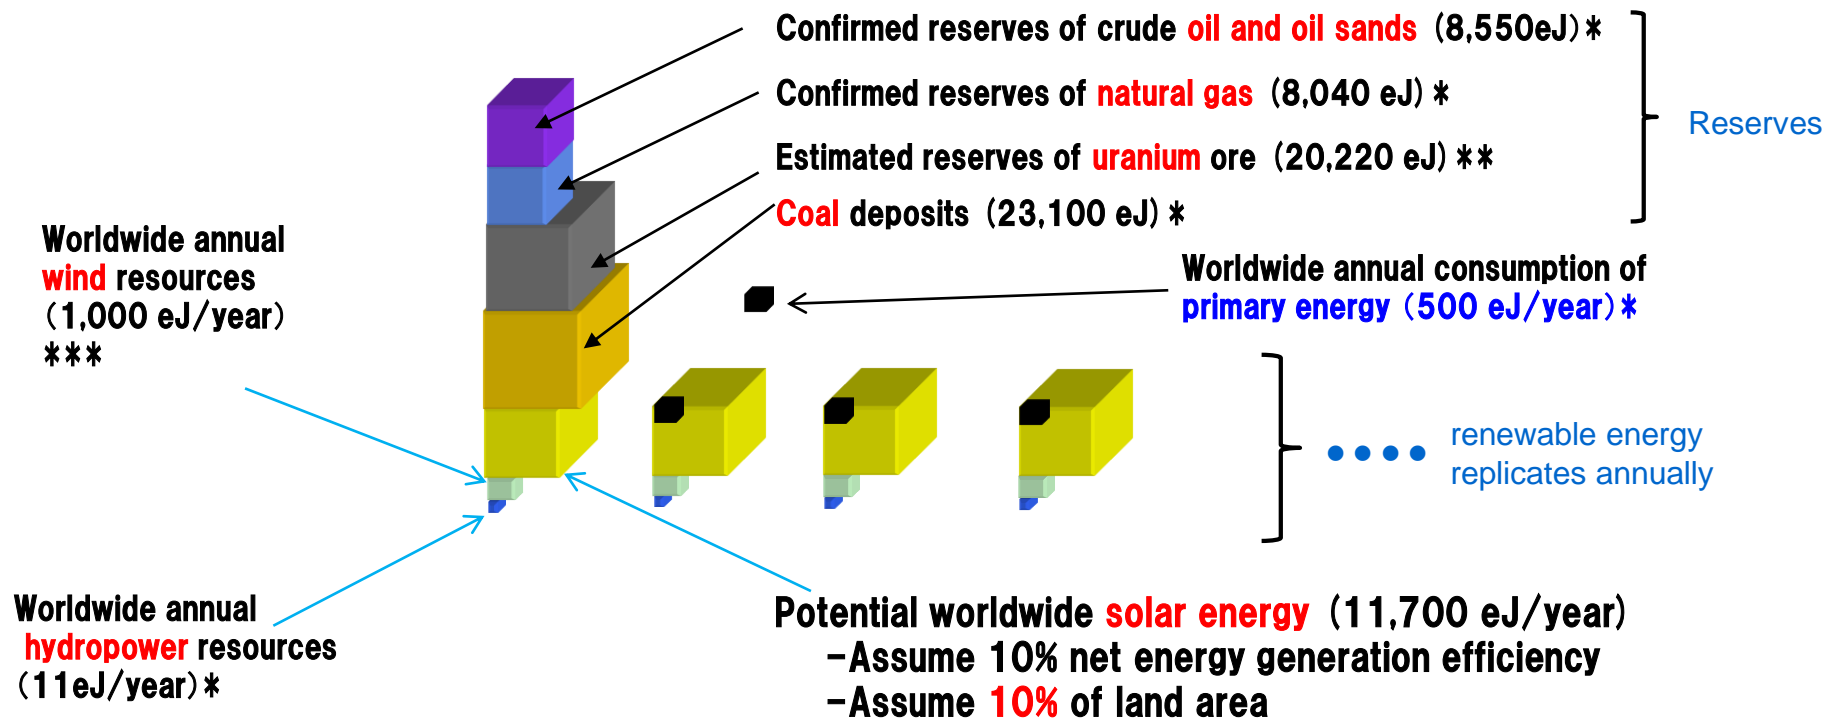 Confirmed reserves of crude oil and oil sands (8,550eJ)*
Confirmed reserves of natural gas (8,040 eJ)*
Reserves
Estimated reserves of uranium ore (20,220 eJ)**
Coal deposits (23,100 eJ)*
Worldwide annual
wind resources
(1,000 eJ/year)
***
Worldwide annual consumption of
primary energy (500 eJ/year)*
renewable energy
replicates annually
Worldwide annual
hydropower resources
(11eJ/year)*
Potential worldwide solar energy (11,700 eJ/year)
-Assume 10% net energy generation efficiency
-Assume 10% of land area